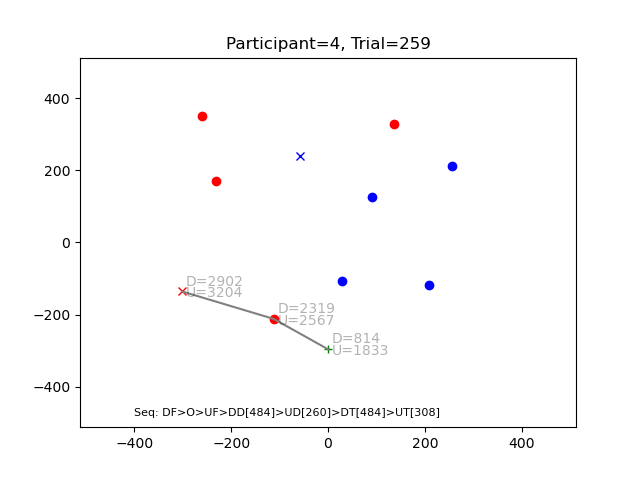 Participant=4, Trial=259
400
200
0
−200
−400
D=2902
U=3204
D=2319
U=2567
D=814
U=1833
Seq: DF>O>UF>DD[484]>UD[260]>DT[484]>UT[308]
−400
−200
0
200
400